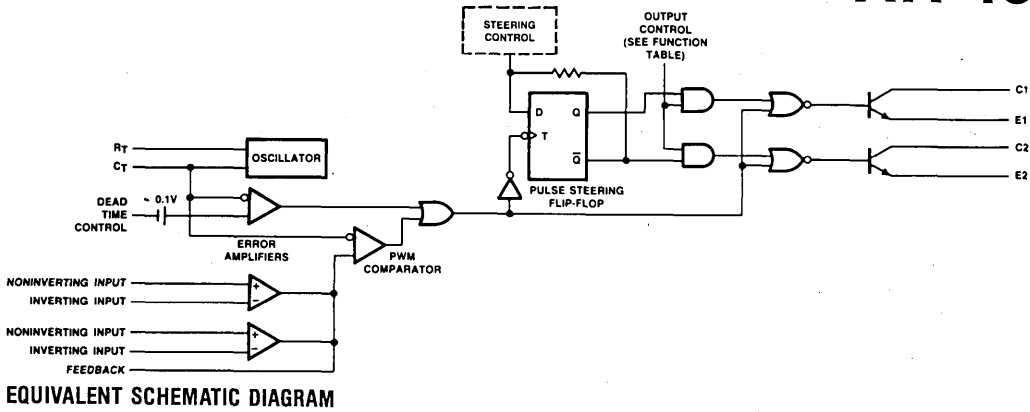 STEERING
CONTROL
OUTPUT
CONTROL
(SEE FUNCTION
TABLE)
D
Q
T
Q̅
PULSE STEERING
FLIP-FLOP
C1
E1
C2
E2
RT
CT
OSCILLATOR
~ 0.1V
DEAD
TIME
CONTROL
ERROR
AMPLIFIERS
PWM
COMPARATOR
NONINVERTING INPUT
+
INVERTING INPUT
−
NONINVERTING INPUT
+
INVERTING INPUT
−
FEEDBACK
EQUIVALENT SCHEMATIC DIAGRAM